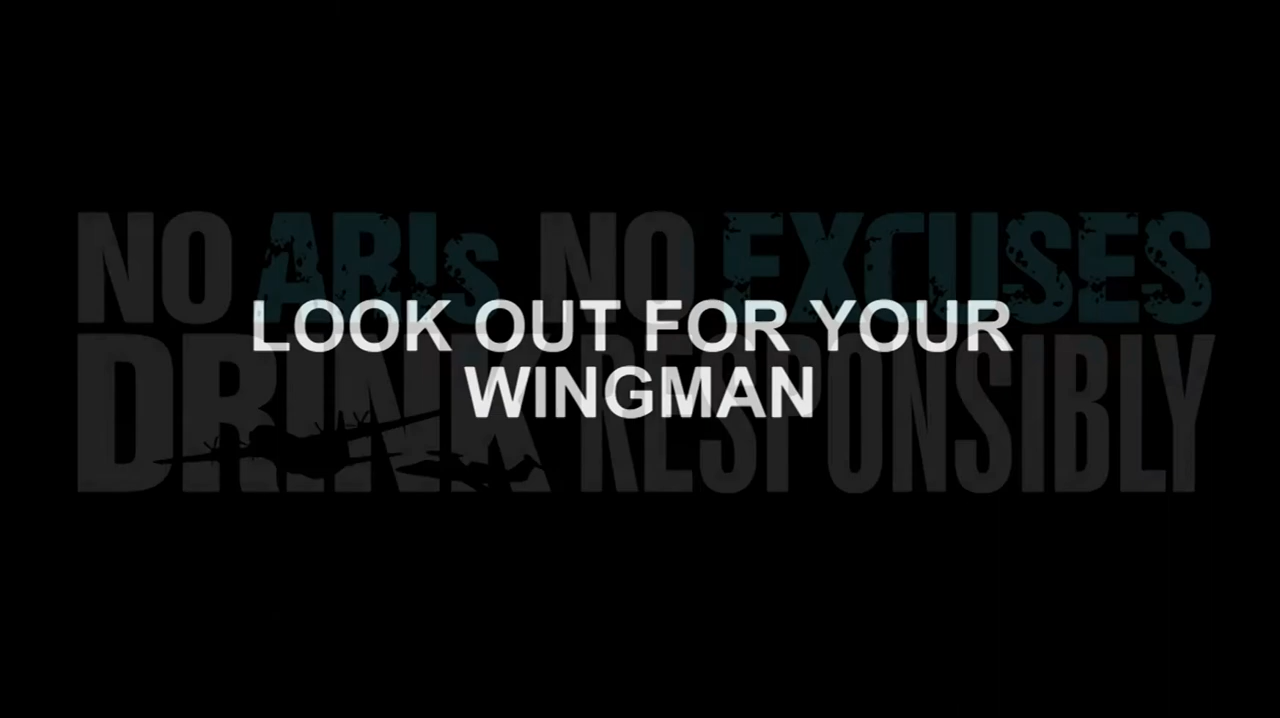 NO ARIs NO EXCUSES
LOOK OUT FOR YOUR
WINGMAN
DRINK RESPONSIBLY